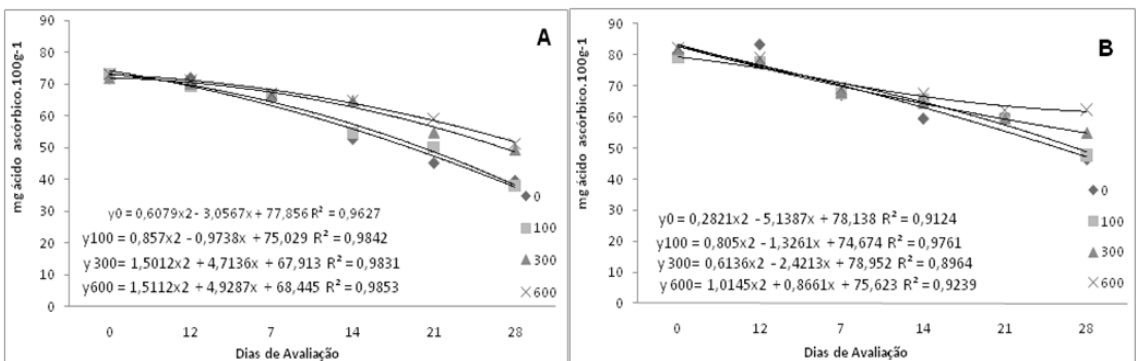 A
mg ácido ascórbico.100g-1
90
80
70
60
50
40
30
20
10
0
y0 = 0,6079x2 - 3,0567x + 77,856 R² = 0,9627
y100 = 0,857x2 - 0,9738x + 75,029 R² = 0,9842
y 300= 1,5012x2 + 4,7136x + 67,913 R² = 0,9831
y 600= 1,5112x2 + 4,9287x + 68,445 R² = 0,9853
0
100
300
600
0 12 7 14 21 28
Dias de Avaliação
B
mg ácido ascórbico.100g-1
90
80
70
60
50
40
30
20
10
0
y0 = 0,2821x2 - 5,1387x + 78,138 R² = 0,9124
y100 = 0,805x2 - 1,3261x + 74,674 R² = 0,9761
y 300= 0,6136x2 - 2,4213x + 78,952 R² = 0,8964
y 600= 1,0145x2 + 0,8661x + 75,623 R² = 0,9239
0
100
300
600
0 12 7 14 21 28
Dias de Avaliação